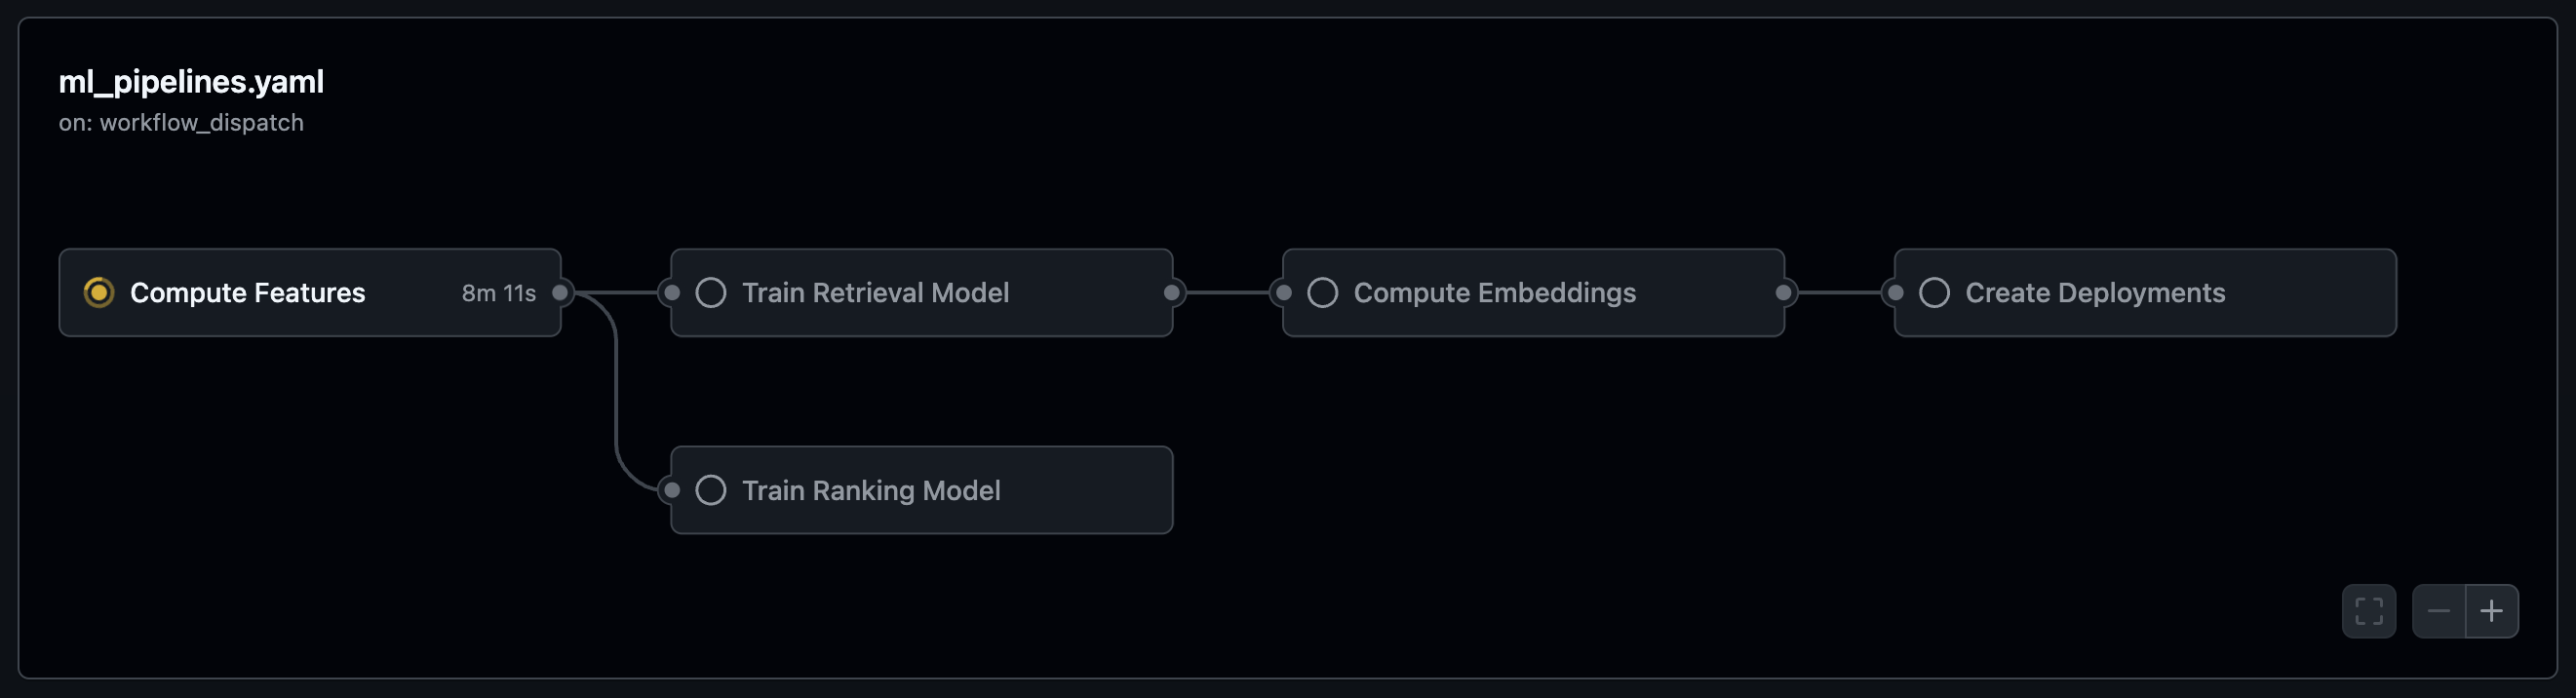 ml_pipelines.yaml
on: workflow_dispatch
Compute Features 8m 11s
Train Retrieval Model
Compute Embeddings
Create Deployments
Train Ranking Model